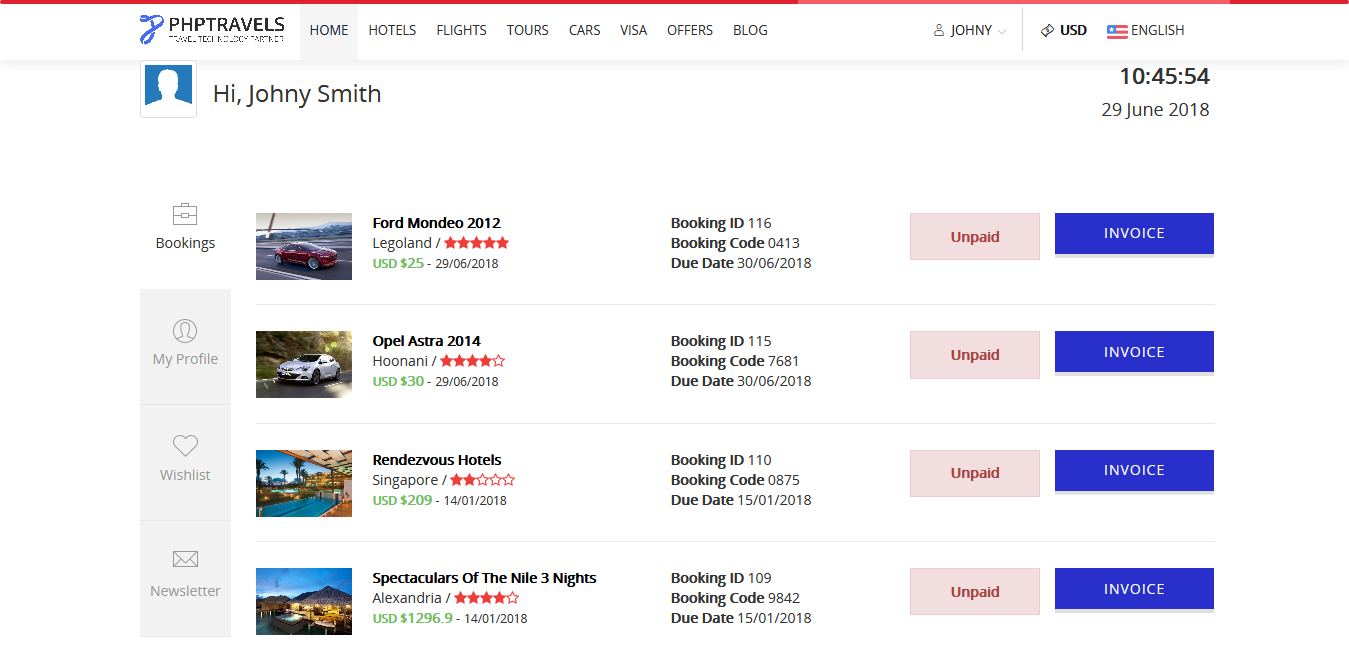 PHPTRAVELS
TRAVEL TECHNOLOGY PARTNER
HOME HOTELS FLIGHTS TOURS CARS VISA OFFERS BLOG JOHNY USD ENGLISH
Hi, Johny Smith
10:45:54
29 June 2018
Bookings
My Profile
Wishlist
Newsletter
Ford Mondeo 2012
Legoland /
USD $25 - 29/06/2018
Booking ID 116
Booking Code 0413
Due Date 30/06/2018
Unpaid
INVOICE
Opel Astra 2014
Hoonani /
USD $30 - 29/06/2018
Booking ID 115
Booking Code 7681
Due Date 30/06/2018
Unpaid
INVOICE
Rendezvous Hotels
Singapore /
USD $209 - 14/01/2018
Booking ID 110
Booking Code 0875
Due Date 15/01/2018
Unpaid
INVOICE
Spectaculars Of The Nile 3 Nights
Alexandria /
USD $1296.9 - 14/01/2018
Booking ID 109
Booking Code 9842
Due Date 15/01/2018
Unpaid
INVOICE